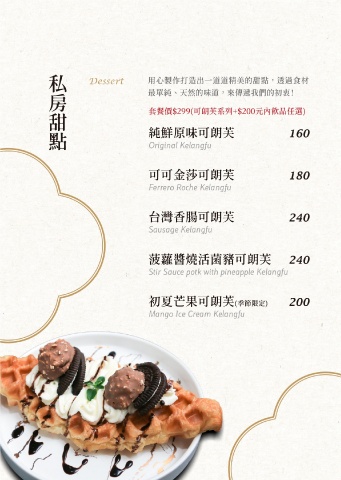 私房甜點
Dessert
用心製作打造出一道道精美的甜點，透過食材
最單純、天然的味道，來傳遞我們的初衷！
套餐價$299(可朗芙系列+$200元內飲品任選)
純鮮原味可朗芙 160
Original Kelangfu
可可金莎可朗芙 180
Ferrero Roche Kelangfu
台灣香腸可朗芙 240
Sausage Kelangfu
菠蘿醬燒活菌豬可朗芙 240
Stir Sauce potk with pineapple Kelangfu
初夏芒果可朗芙(季節限定) 200
Mango Ice Cream Kelangfu